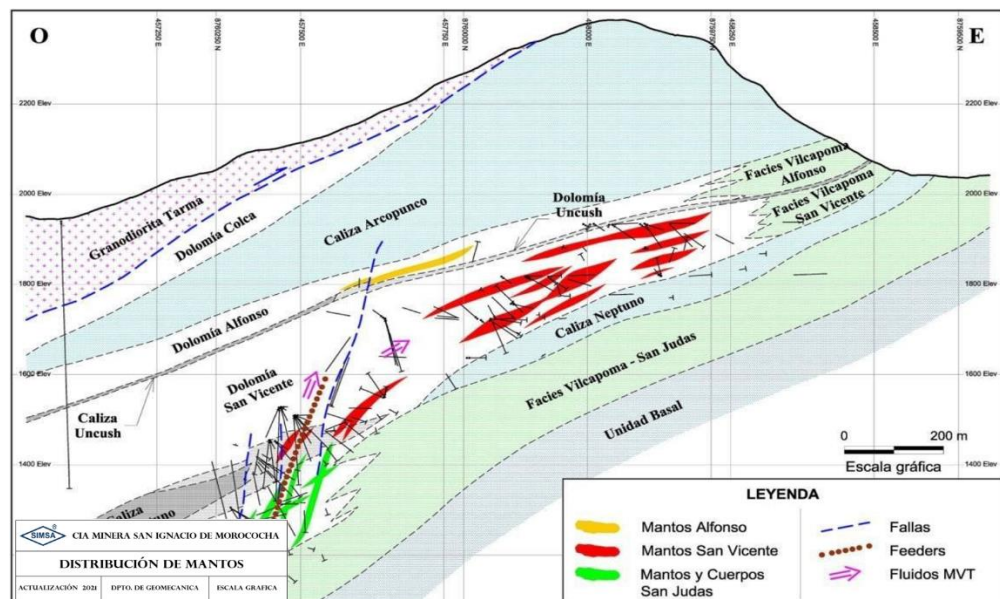 O
E
457250 E
8760250 N
457500 E
457750 E
8760000 N
458000 E
8759750 N
458250 E
458500 E
8759500 N
2200 Elev
2200 Elev
2000 Elev
2000 Elev
1800 Elev
1800 Elev
1600 Elev
1600 Elev
1400 Elev
1400 Elev
Granodiorita Tarma
Dolomía Colca
Caliza Arcopunco
Dolomía
Uncush
Facies Vilcapoma
Alfonso
Facies Vilcapoma
San Vicente
Dolomía Alfonso
Caliza
Uncush
Dolomía
San Vicente
Caliza Neptuno
Facies Vilcapoma - San Judas
Unidad Basal
Caliza
0 200 m
Escala gráfica
LEYENDA
Mantos Alfonso
Mantos San Vicente
Mantos y Cuerpos
San Judas
Fallas
Feeders
Fluidos MVT
SIMSA ®
CIA MINERA SAN IGNACIO DE MOROCOCHA
DISTRIBUCIÓN DE MANTOS
ACTUALIZACIÓN 2021 DPTO. DE GEOMECANICA ESCALA GRAFICA